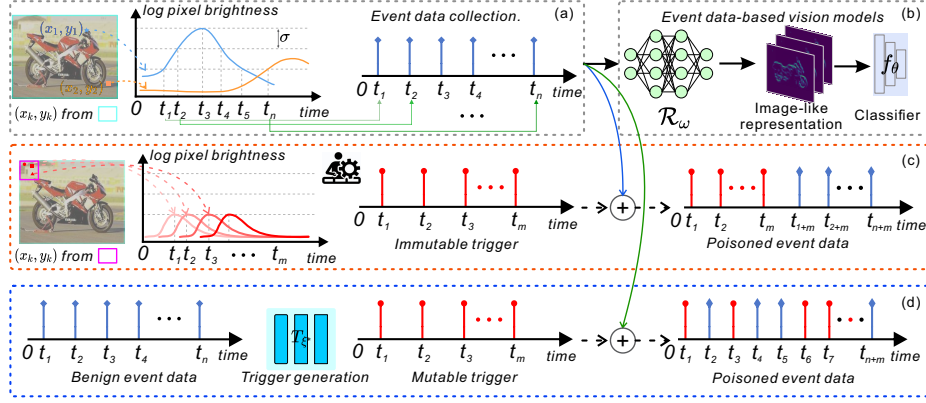 log pixel brightness
(a)
(x₁, y₁)
(x₂, y₂)
σ
Event data collection.
0 t₁ t₂ t₃ t₄ t₅ tₙ time
0 t₁ t₂ t₃ t₄ ... tₙ time
(xₖ, yₖ) from
Event data-based vision models
(b)
R_ω
Image-like
representation
f_θ
Classifier
log pixel brightness
(c)
(xₖ, yₖ) from
0 t₁ t₂ t₃ ... tₘ time
0 t₁ t₂ t₃ ... tₘ time
Immutable trigger
+
0 t₁ t₂ tₘ t₁₊ₘ t₂₊ₘ tₙ₊ₘ time
Poisoned event data
(d)
0 t₁ t₂ t₃ t₄ tₙ time
Benign event data
T_ξ
Trigger generation
0 t₁ t₂ t₃ tₘ time
Mutable trigger
+
0 t₁ t₂ t₃ t₄ t₅ t₆ t₇ tₙ₊ₘ time
Poisoned event data